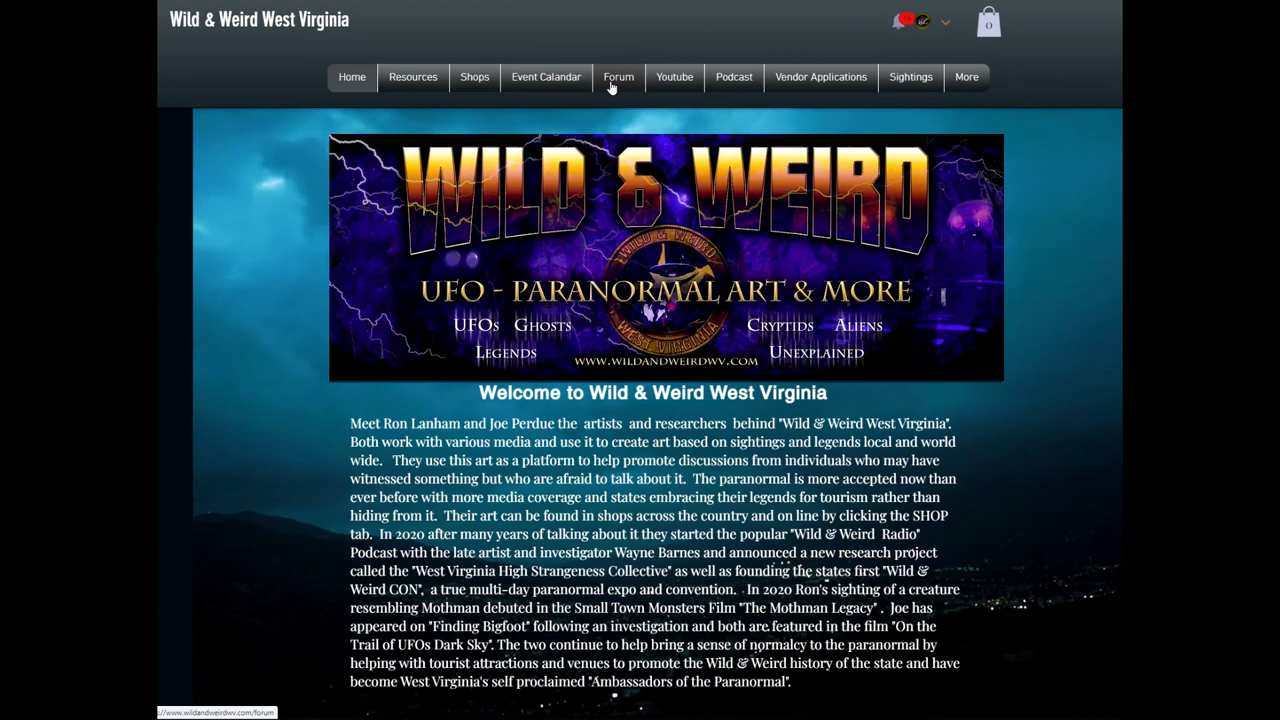 Wild & Weird West Virginia
0
Home Resources Shops Event Calandar Forum Youtube Podcast Vendor Applications Sightings More
WILD & WEIRD
WILD & WEIRD
UFO - PARANORMAL ART & MORE
UFOs Ghosts Cryptids Aliens
Legends Unexplained
WEST VIRGINIA
WWW.WILDANDWEIRDWV.COM
Welcome to Wild & Weird West Virginia
Meet Ron Lanham and Joe Perdue the artists and researchers behind "Wild & Weird West Virginia".
Both work with various media and use it to create art based on sightings and legends local and world
wide. They use this art as a platform to help promote discussions from individuals who may have
witnessed something but who are afraid to talk about it. The paranormal is more accepted now than
ever before with more media coverage and states embracing their legends for tourism rather than
hiding from it. Their art can be found in shops across the country and on line by clicking the SHOP
tab. In 2020 after many years of talking about it they started the popular "Wild & Weird Radio"
Podcast with the late artist and investigator Wayne Barnes and announced a new research project
called the "West Virginia High Strangeness Collective" as well as founding the states first "Wild &
Weird CON", a true multi-day paranormal expo and convention. In 2020 Ron's sighting of a creature
resembling Mothman debuted in the Small Town Monsters Film "The Mothman Legacy" . Joe has
appeared on "Finding Bigfoot" following an investigation and both are featured in the film "On the
Trail of UFOs Dark Sky". The two continue to help bring a sense of normalcy to the paranormal by
helping with tourist attractions and venues to promote the Wild & Weird history of the state and have
become West Virginia's self proclaimed "Ambassadors of the Paranormal".
s://www.wildandweirdwv.com/forum